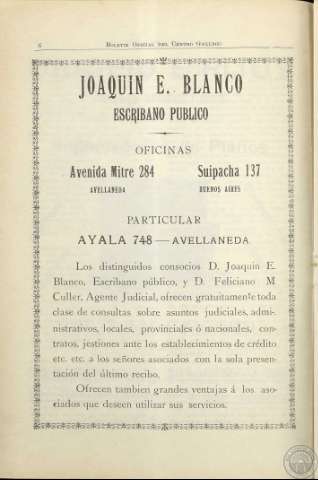 6 BOLETIN OFICIAL DEL CENTRO
JOAQUIN E. BLANCO
ESCRIBANO PUBLICO
OFICINAS
Avenida Mitre 284 Suipacha 137
AVELLANEDA BUENOS AIRES
PARTICULAR
AYALA 748 — AVELLANEDA
Los distinguidos consocios D. Joaquin E.
Blanco, Escribano público, y D. Feliciano M
Culler, Agente Judicial, ofrecen gratuitamente toda
clase de consultas sobre asuntos judiciales, admi-
nistrativos, locales, provinciales ó nacionales, con-
tratos, jestiones ante los establecimientos de crédito
etc. etc. a los señores asociados con la sola presen-
tación del último recibo.
Ofrecen tambien grandes ventajas á los aso-
ciados que deseen utilizar sus servicios.